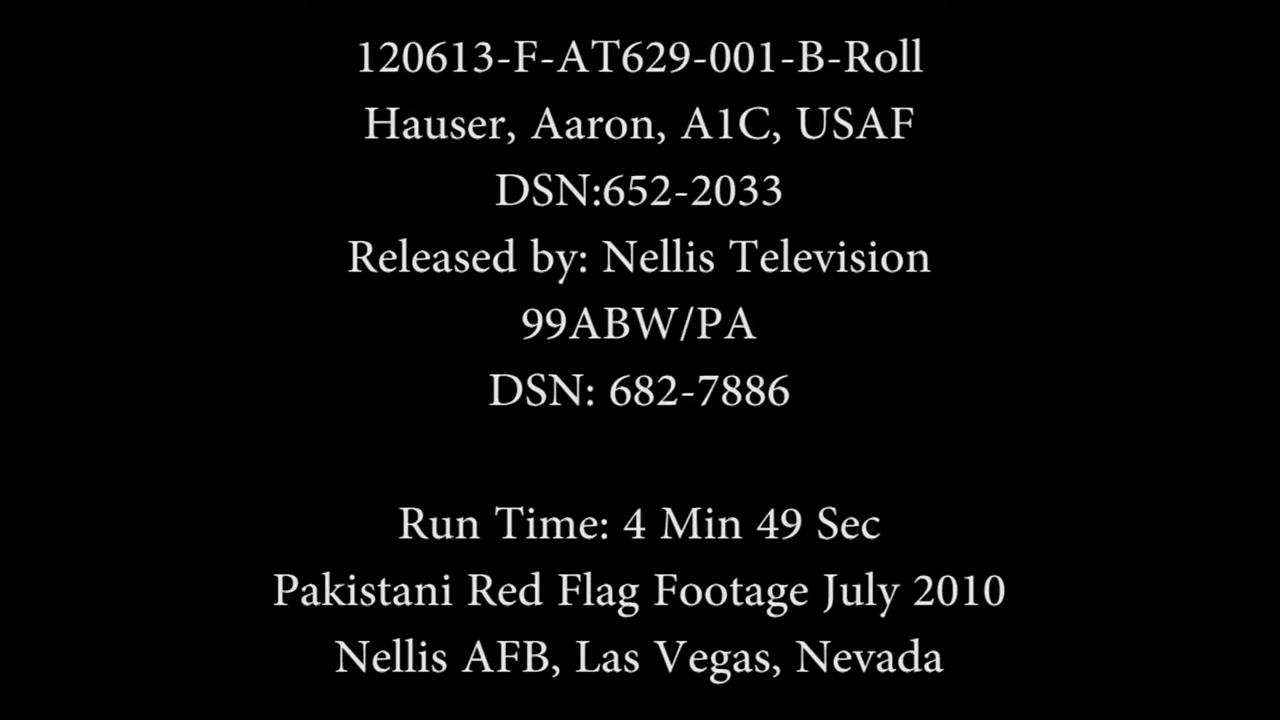 120613-F-AT629-001-B-Roll
Hauser, Aaron, A1C, USAF
DSN:652-2033
Released by: Nellis Television
99ABW/PA
DSN: 682-7886
Run Time: 4 Min 49 Sec
Pakistani Red Flag Footage July 2010
Nellis AFB, Las Vegas, Nevada